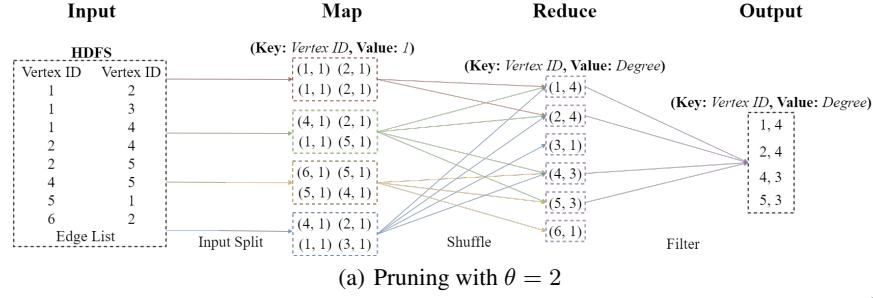 Input Map Reduce Output
HDFS
Vertex ID Vertex ID
1 2
1 3
1 4
2 4
2 5
4 5
5 1
6 2
Edge List
Input Split
(Key: Vertex ID, Value: 1)
(1, 1) (2, 1)
(1, 1) (2, 1)
(4, 1) (2, 1)
(1, 1) (5, 1)
(6, 1) (5, 1)
(5, 1) (4, 1)
(4, 1) (2, 1)
(1, 1) (3, 1)
Shuffle
(Key: Vertex ID, Value: Degree)
(1, 4)
(2, 4)
(3, 1)
(4, 3)
(5, 3)
(6, 1)
Filter
(Key: Vertex ID, Value: Degree)
1, 4
2, 4
4, 3
5, 3
(a) Pruning with θ = 2